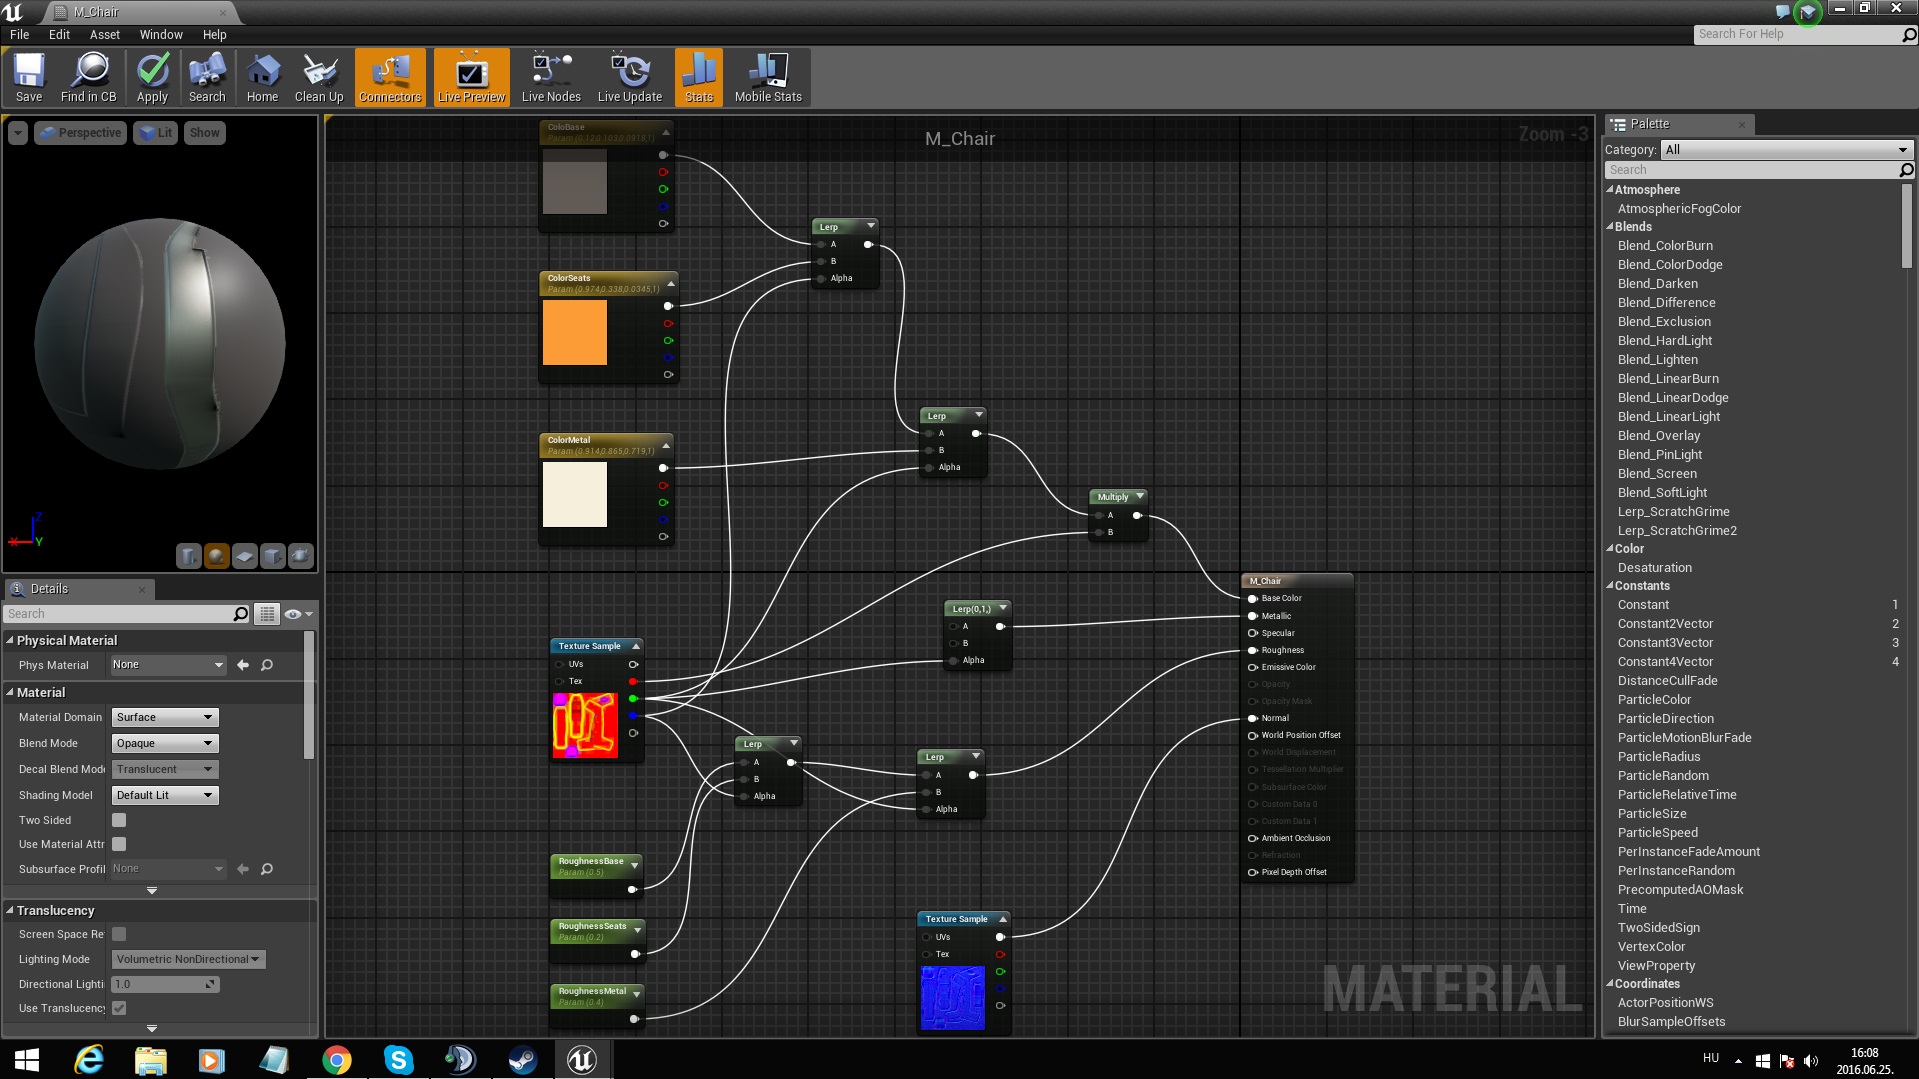 M_Chair
File Edit Asset Window Help
Search For Help
Save
Find in CB
Apply
Search
Home
Clean Up
Connectors
Live Preview
Live Nodes
Live Update
Stats
Mobile Stats
Perspective
Lit
Show
Z
X
Y
Details
Search
Physical Material
Phys Material None
Material
Material Domain Surface
Blend Mode Opaque
Decal Blend Mode Translucent
Shading Model Default Lit
Two Sided
Use Material Attr
Subsurface Profil None
Translucency
Screen Space Re
Lighting Mode Volumetric NonDirectional
Directional Lighti 1.0
Use Translucency
M_Chair
Zoom -3
ColoBase
Lerp
A
B
Alpha
ColorSeats
Param (0.974,0.338,0.0345,1)
ColorMetal
Param (0.914,0.865,0.719,1)
Lerp
A
B
Alpha
Multiply
A
B
Texture Sample
UVs
Tex
Lerp(0,1,)
A
B
Alpha
Lerp
A
B
Alpha
Lerp
A
B
Alpha
RoughnessBase
Param (0.5)
RoughnessSeats
Param (0.2)
RoughnessMetal
Param (0.4)
Texture Sample
UVs
Tex
M_Chair
Base Color
Metallic
Specular
Roughness
Emissive Color
Opacity
Opacity Mask
Normal
World Position Offset
World Displacement
Tessellation Multiplier
Subsurface Color
Custom Data 0
Custom Data 1
Ambient Occlusion
Refraction
Pixel Depth Offset
MATERIAL
Palette
Category: All
Search
Atmosphere
AtmosphericFogColor
Blends
Blend_ColorBurn
Blend_ColorDodge
Blend_Darken
Blend_Difference
Blend_Exclusion
Blend_HardLight
Blend_Lighten
Blend_LinearBurn
Blend_LinearDodge
Blend_LinearLight
Blend_Overlay
Blend_PinLight
Blend_Screen
Blend_SoftLight
Lerp_ScratchGrime
Lerp_ScratchGrime2
Color
Desaturation
Constants
Constant 1
Constant2Vector 2
Constant3Vector 3
Constant4Vector 4
DistanceCullFade
ParticleColor
ParticleDirection
ParticleMotionBlurFade
ParticleRadius
ParticleRandom
ParticleRelativeTime
ParticleSize
ParticleSpeed
PerInstanceFadeAmount
PerInstanceRandom
PrecomputedAOMask
Time
TwoSidedSign
VertexColor
ViewProperty
Coordinates
ActorPositionWS
BlurSampleOffsets
HU
16:08
2016.06.25.